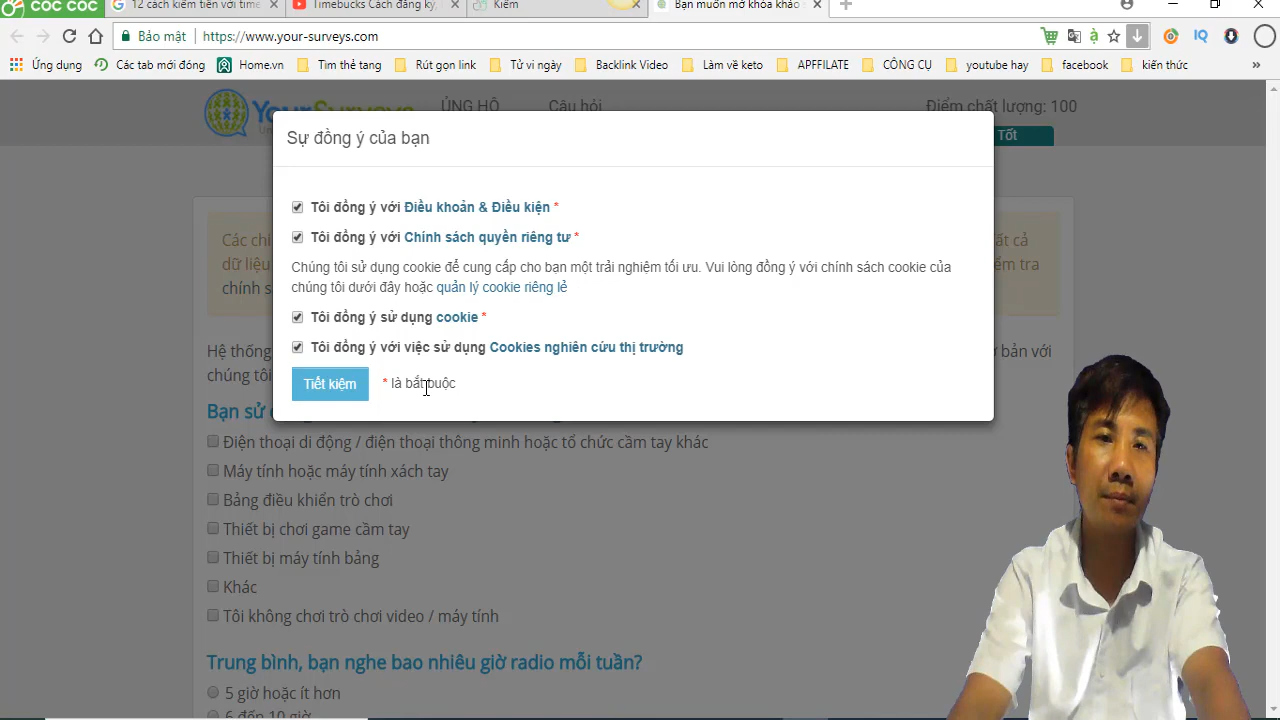 CỐC CỐC
12 cách kiếm tiền với time
Timebucks Cách đăng ký,
Kiếm
Bạn muốn mở khóa khảo
Bảo mật | https://www.your-surveys.com
Ứng dụng Các tab mới đóng Home.vn Tìm thẻ tang Rút gọn link Tử vi ngày Backlink Video Làm về keto APFFILATE CÔNG CỤ youtube hay facebook kiến thức »
ỦNG HỘ Câu hỏi Điểm chất lượng: 100
Tốt
Sự đồng ý của bạn
Tôi đồng ý với Điều khoản & Điều kiện *
Tôi đồng ý với Chính sách quyền riêng tư *
Chúng tôi sử dụng cookie để cung cấp cho bạn một trải nghiệm tối ưu. Vui lòng đồng ý với chính sách cookie của
chúng tôi dưới đây hoặc quản lý cookie riêng lẻ
Tôi đồng ý sử dụng cookie *
Tôi đồng ý với việc sử dụng Cookies nghiên cứu thị trường
Tiết kiệm * là bắt buộc
Các chi ất cả
dữ liệu ểm tra
chính s
Hệ thống ơ bản với
chúng tôi
Bạn sử
Điện thoại di động / điện thoại thông minh hoặc tổ chức cầm tay khác
Máy tính hoặc máy tính xách tay
Bảng điều khiển trò chơi
Thiết bị chơi game cầm tay
Thiết bị máy tính bảng
Khác
Tôi không chơi trò chơi video / máy tính
Trung bình, bạn nghe bao nhiêu giờ radio mỗi tuần?
5 giờ hoặc ít hơn
6 đến 10 giờ